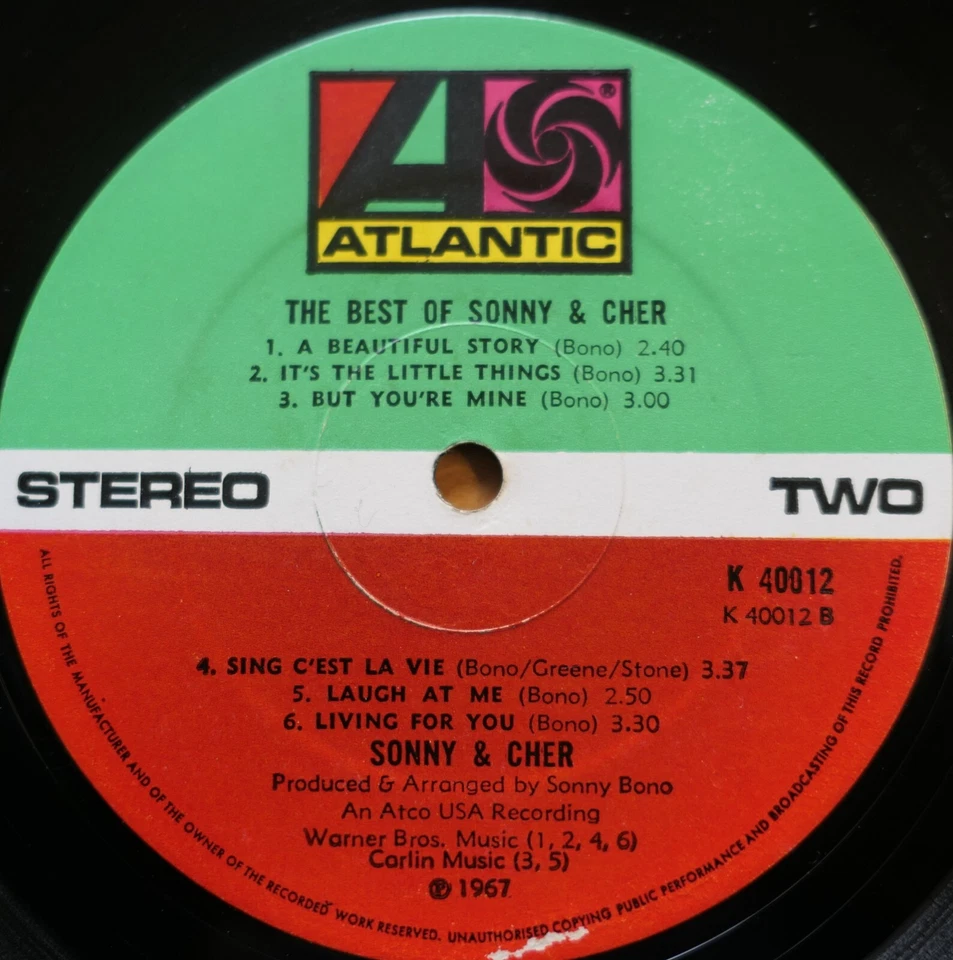 ®
ATLANTIC
THE BEST OF SONNY & CHER
1. A BEAUTIFUL STORY (Bono) 2.40
2. IT'S THE LITTLE THINGS (Bono) 3.31
3. BUT YOU'RE MINE (Bono) 3.00
STEREO
TWO
K 40012
K 40012 B
4. SING C'EST LA VIE (Bono/Greene/Stone) 3.37
5. LAUGH AT ME (Bono) 2.50
6. LIVING FOR YOU (Bono) 3.30
SONNY & CHER
Produced & Arranged by Sonny Bono
An Atco USA Recording
Warner Bros. Music (1, 2, 4, 6)
Carlin Music (3, 5)
℗ 1967
ALL RIGHTS OF THE MANUFACTURER AND OF THE OWNER OF THE RECORDED WORK RESERVED. UNAUTHORISED COPYING PUBLIC PERFORMANCE AND BROADCASTING OF THIS RECORD PROHIBITED.